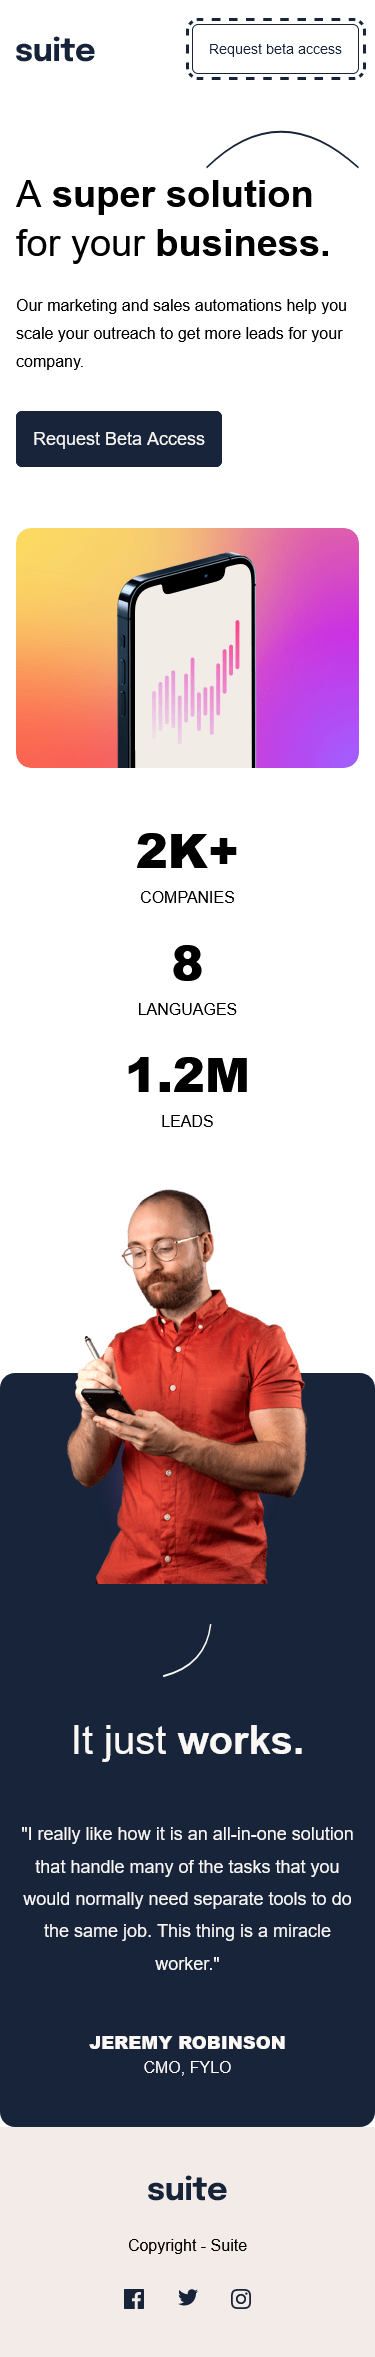 suite
Request beta access
A super solution
for your business.
Our marketing and sales automations help you
scale your outreach to get more leads for your
company.
Request Beta Access
2K+
COMPANIES
8
LANGUAGES
1.2M
LEADS
It just works.
"I really like how it is an all-in-one solution
that handle many of the tasks that you
would normally need separate tools to do
the same job. This thing is a miracle
worker."
JEREMY ROBINSON
CMO, FYLO
suite
Copyright - Suite